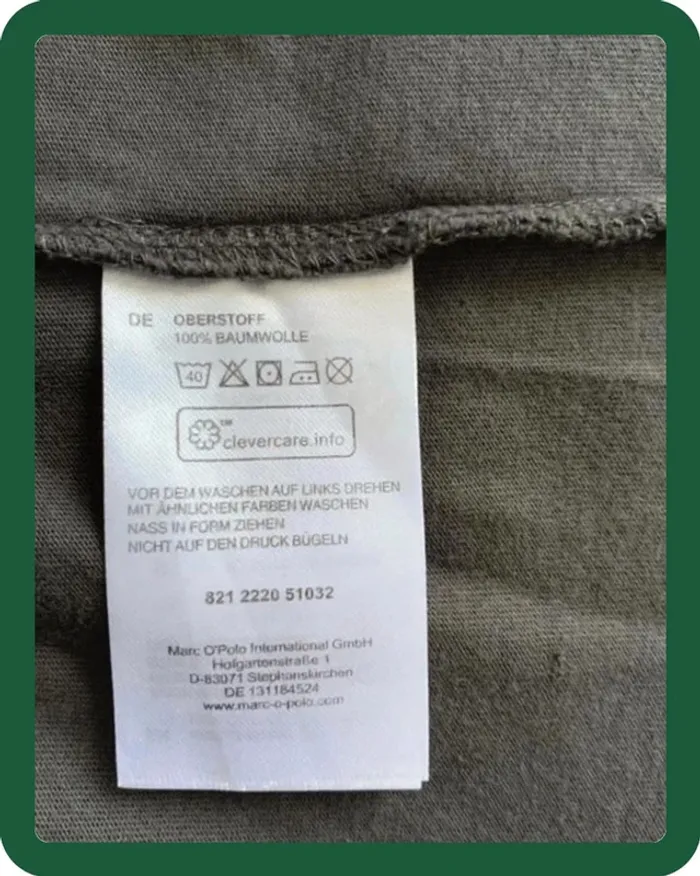 DE OBERSTOFF
100% BAUMWOLLE
40
clevercare.info™
VOR DEM WASCHEN AUF LINKS DREHEN
MIT ÄHNLICHEN FARBEN WASCHEN
NASS IN FORM ZIEHEN
NICHT AUF DEN DRUCK BÜGELN
821 2220 51032
Marc O'Polo International GmbH
Hofgartenstraße 1
D-83071 Stephanskirchen
DE 131184524
www.marc-o-polo.com